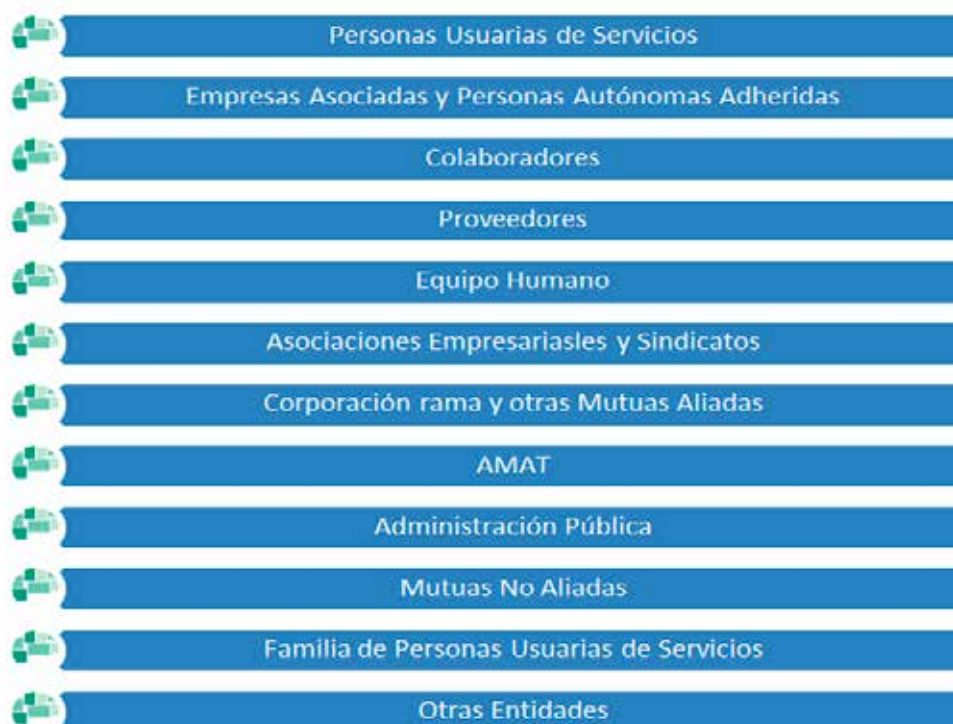 Personas Usuarias de Servicios
Empresas Asociadas y Personas Autónomas Adheridas
Colaboradores
Proveedores
Equipo Humano
Asociaciones Empresariasles y Sindicatos
Corporación rama y otras Mutuas Aliadas
AMAT
Administración Pública
Mutuas No Aliadas
Familia de Personas Usuarias de Servicios
Otras Entidades